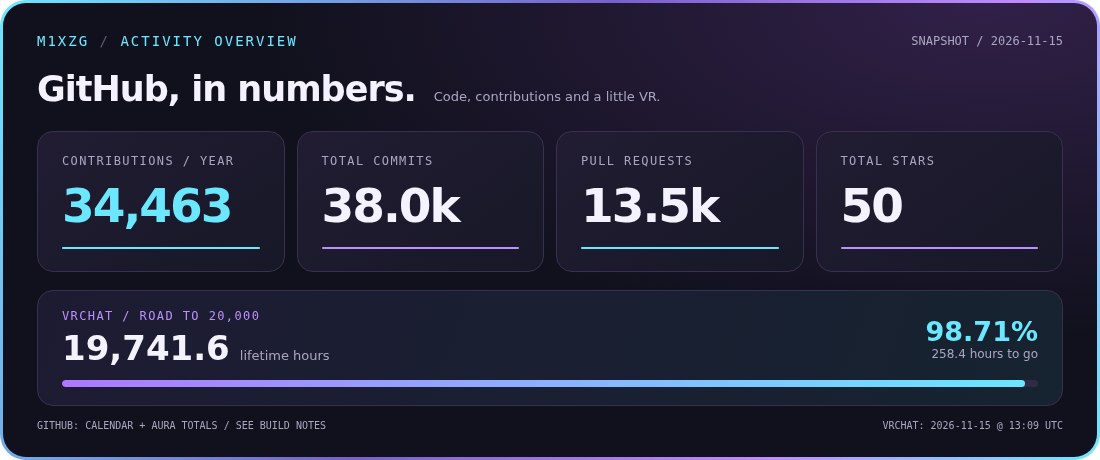 M1XZG / ACTIVITY OVERVIEW
SNAPSHOT / 2026-11-15
GitHub, in numbers. Code, contributions and a little VR.
CONTRIBUTIONS / YEAR
34,463
TOTAL COMMITS
38.0k
PULL REQUESTS
13.5k
TOTAL STARS
50
VRCHAT / ROAD TO 20,000
19,741.6 lifetime hours
98.71%
258.4 hours to go
GITHUB: CALENDAR + AURA TOTALS / SEE BUILD NOTES
VRCHAT: 2026-11-15 @ 13:09 UTC